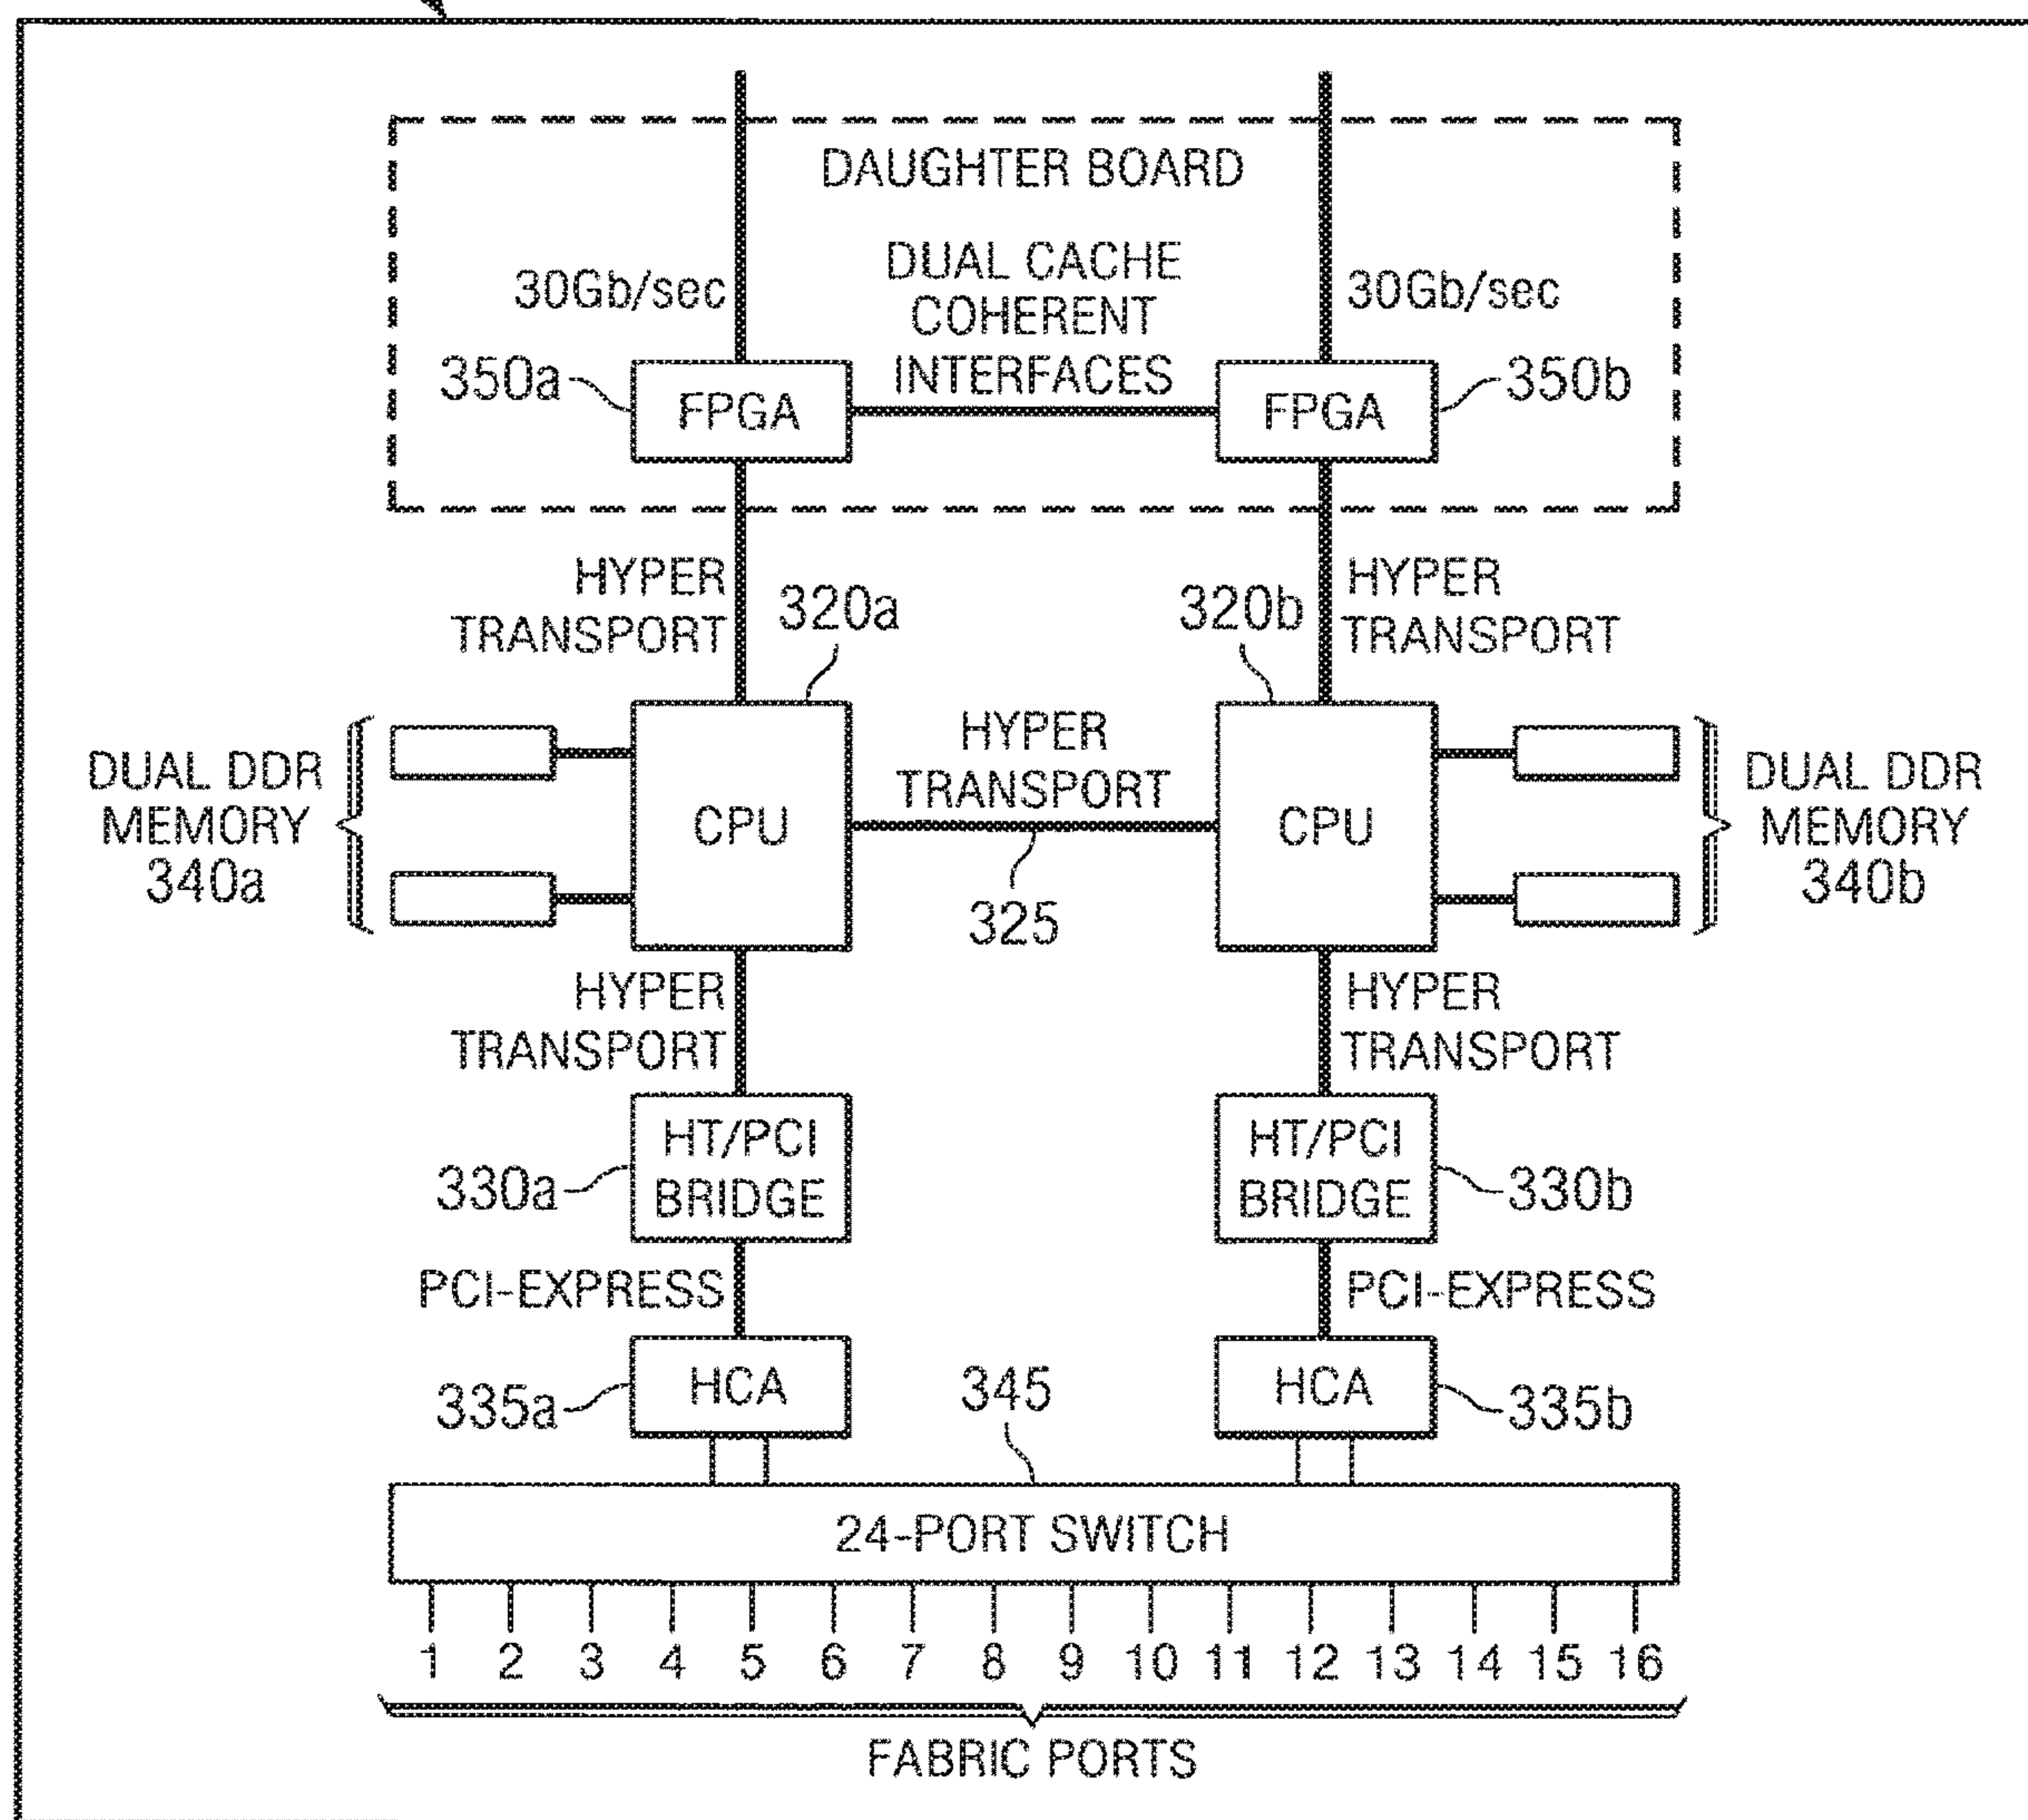 DAUGHTER BOARD
DUAL CACHE
COHERENT
INTERFACES
30Gb/sec
30Gb/sec
350a
FPGA
FPGA
350b
HYPER
TRANSPORT
320a
320b
HYPER
TRANSPORT
DUAL DDR
MEMORY
340a
CPU
HYPER
TRANSPORT
325
CPU
DUAL DDR
MEMORY
340b
HYPER
TRANSPORT
HYPER
TRANSPORT
330a
HT/PCI
BRIDGE
HT/PCI
BRIDGE
330b
PCI-EXPRESS
PCI-EXPRESS
335a
HCA
345
HCA
335b
24-PORT SWITCH
1 2 3 4 5 6 7 8 9 10 11 12 13 14 15 16
FABRIC PORTS